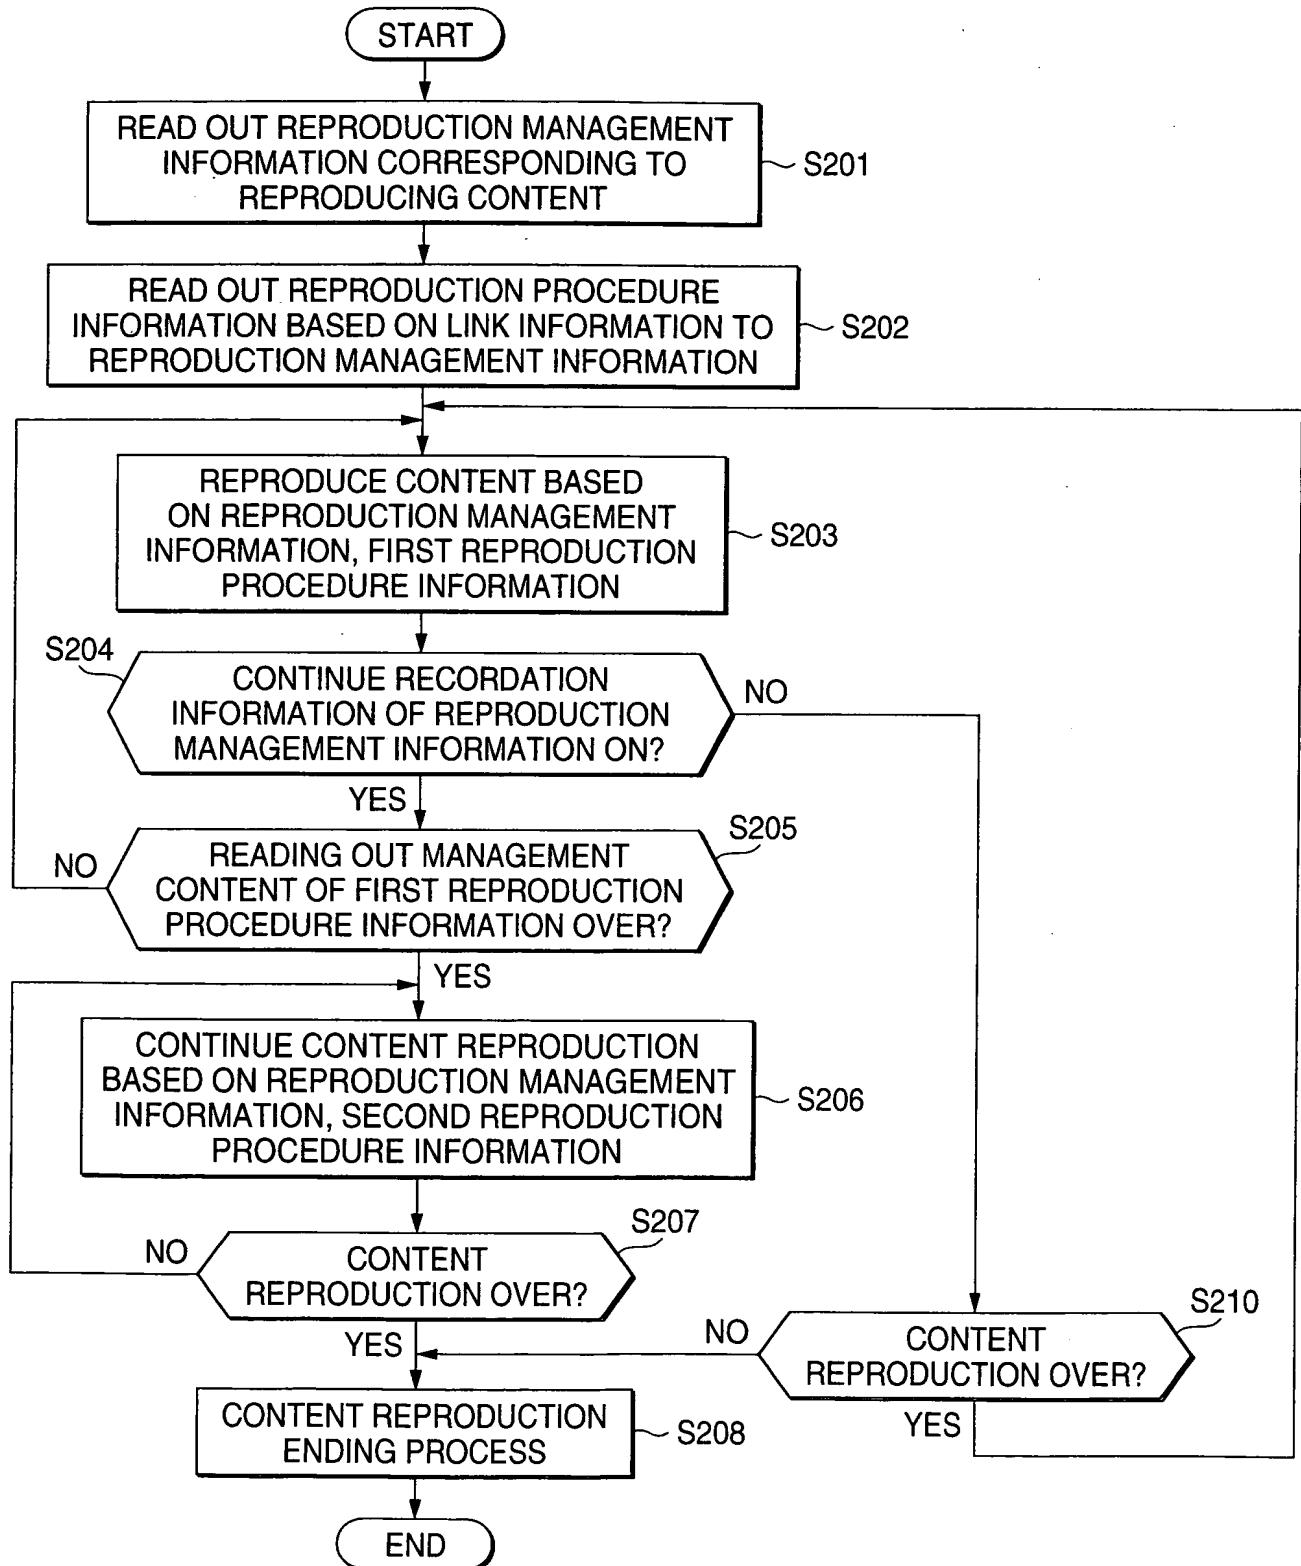 START
READ OUT REPRODUCTION MANAGEMENT
INFORMATION CORRESPONDING TO
REPRODUCING CONTENT
S201
READ OUT REPRODUCTION PROCEDURE
INFORMATION BASED ON LINK INFORMATION TO
REPRODUCTION MANAGEMENT INFORMATION
S202
REPRODUCE CONTENT BASED
ON REPRODUCTION MANAGEMENT
INFORMATION, FIRST REPRODUCTION
PROCEDURE INFORMATION
S203
S204
CONTINUE RECORDATION
INFORMATION OF REPRODUCTION
MANAGEMENT INFORMATION ON?
NO
YES
S205
NO
READING OUT MANAGEMENT
CONTENT OF FIRST REPRODUCTION
PROCEDURE INFORMATION OVER?
YES
CONTINUE CONTENT REPRODUCTION
BASED ON REPRODUCTION MANAGEMENT
INFORMATION, SECOND REPRODUCTION
PROCEDURE INFORMATION
S206
S207
NO
CONTENT
REPRODUCTION OVER?
YES
S210
NO
CONTENT
REPRODUCTION OVER?
YES
CONTENT REPRODUCTION
ENDING PROCESS
S208
END